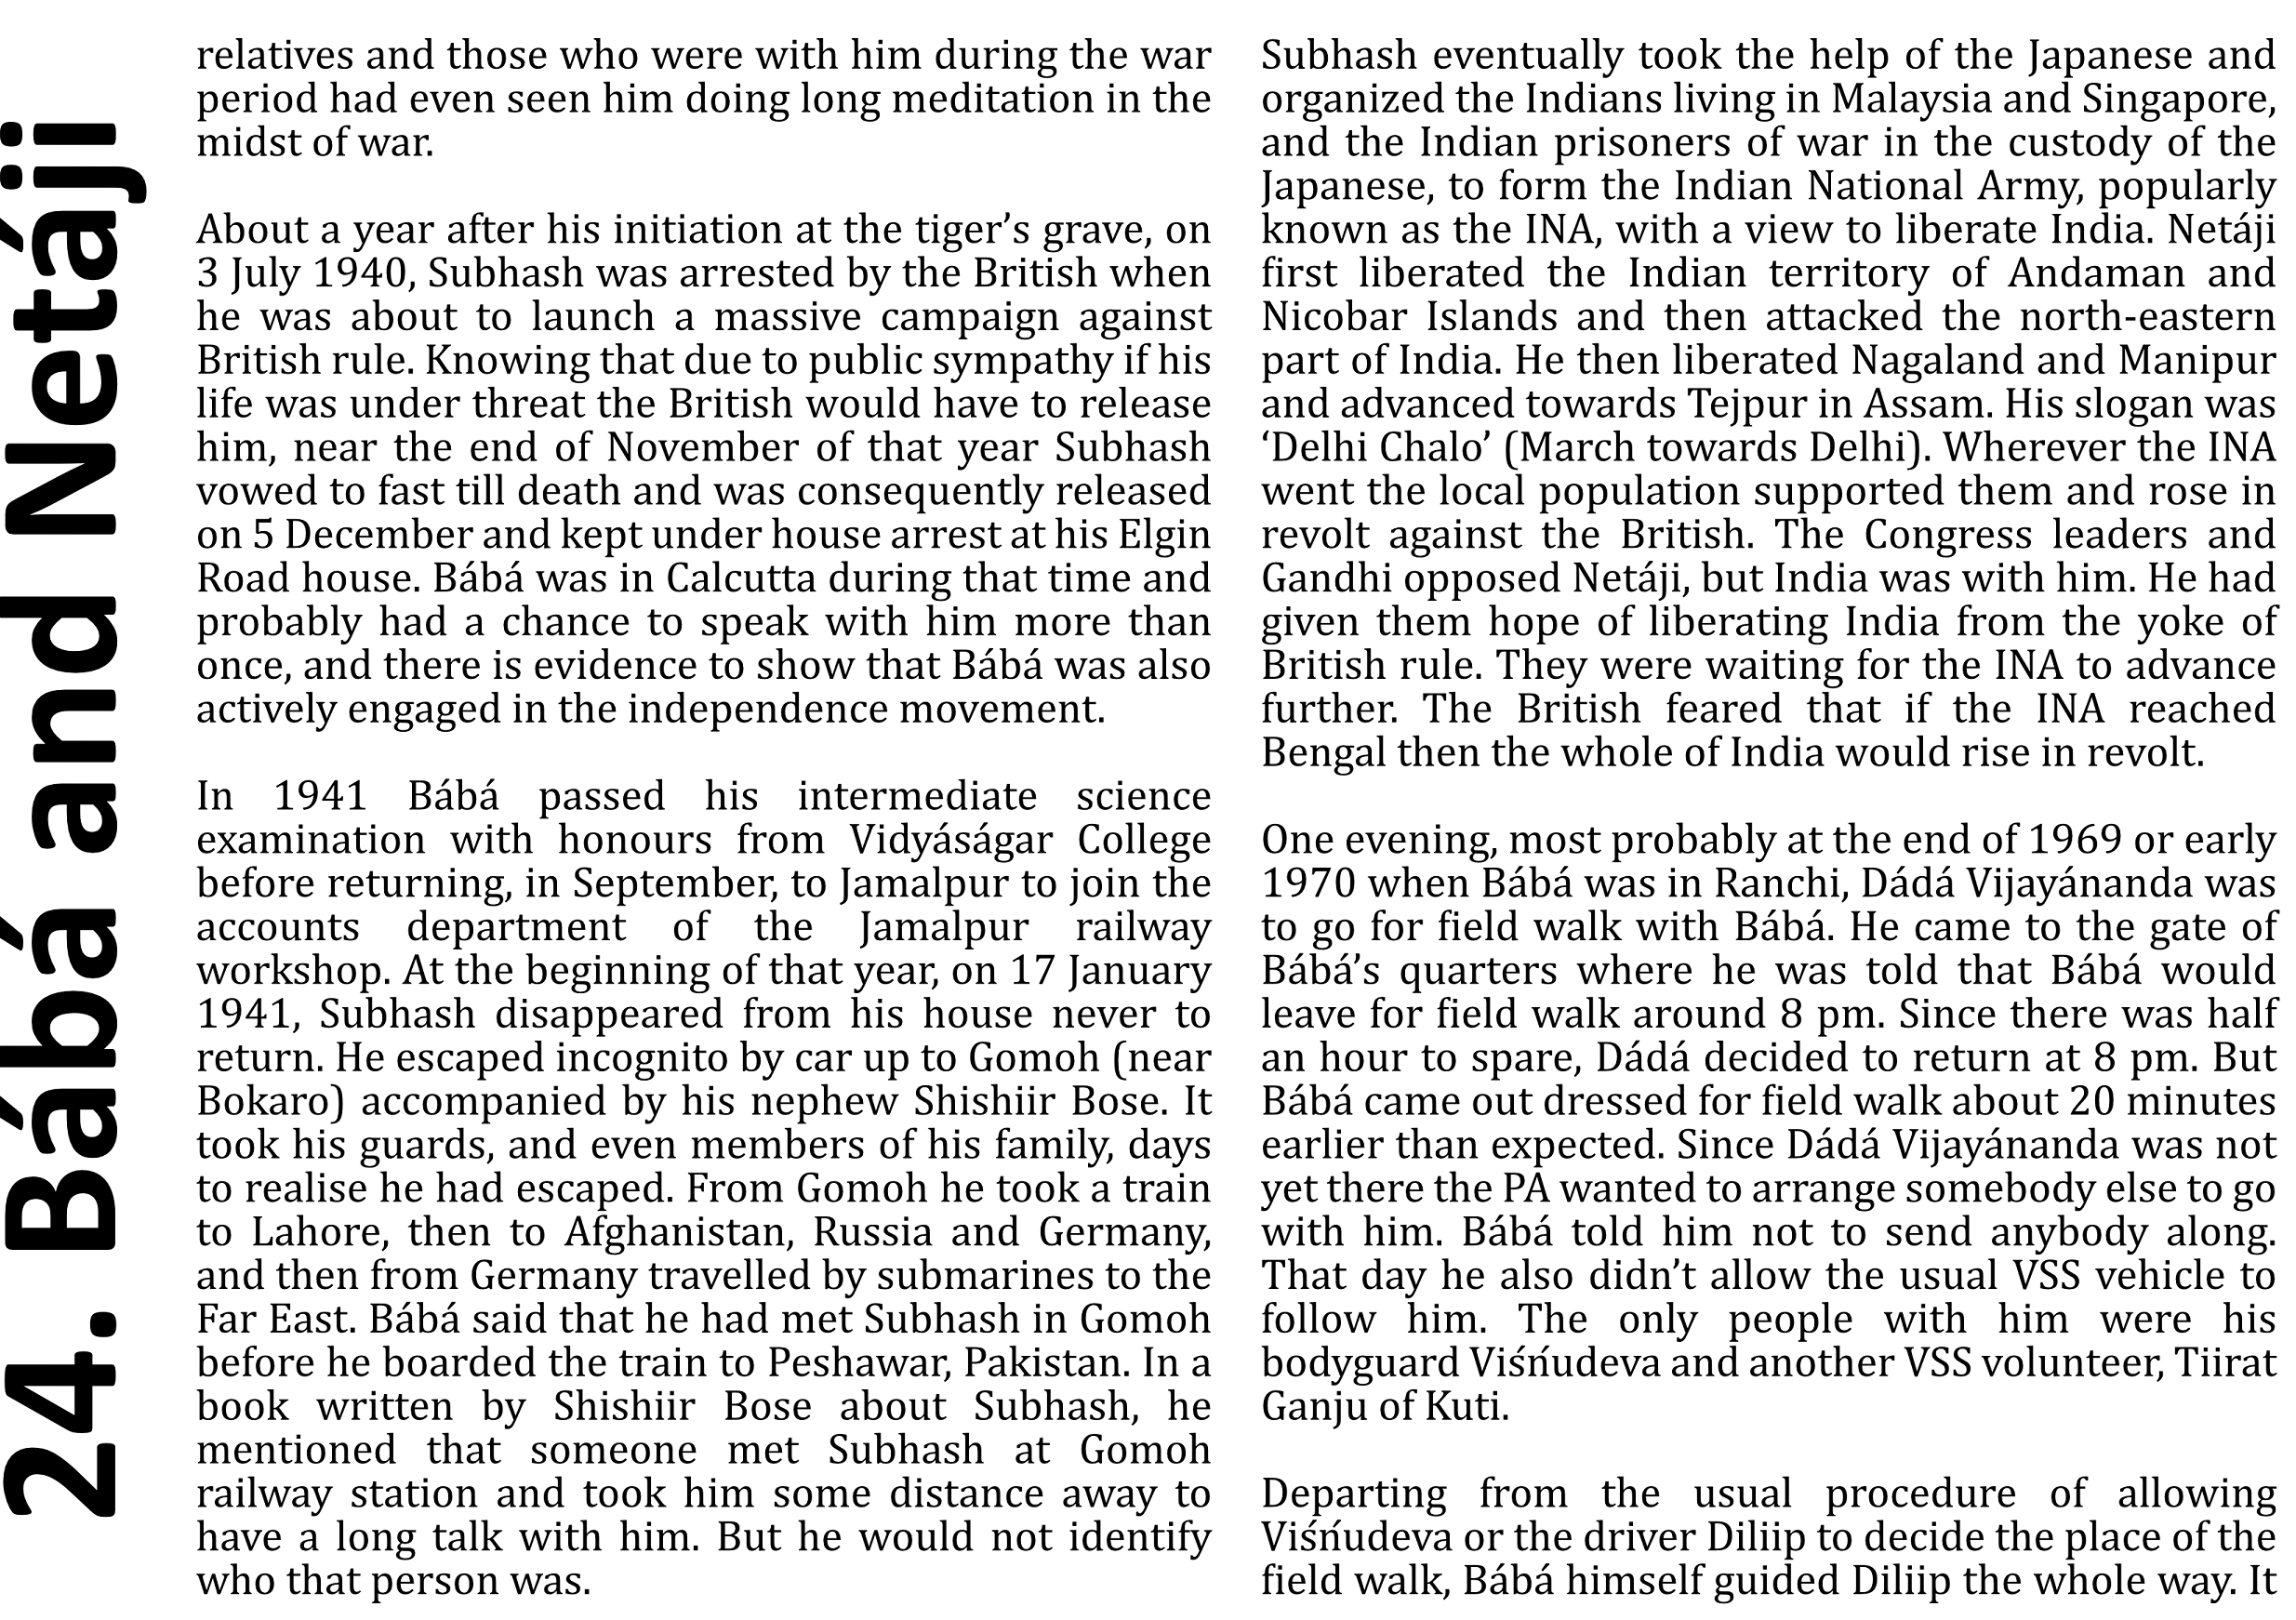 24. Bábá and Netáji
relatives and those who were with him during the war
period had even seen him doing long meditation in the
midst of war.
About a year after his initiation at the tiger’s grave, on
3 July 1940, Subhash was arrested by the British when
he was about to launch a massive campaign against
British rule. Knowing that due to public sympathy if his
life was under threat the British would have to release
him, near the end of November of that year Subhash
vowed to fast till death and was consequently released
on 5 December and kept under house arrest at his Elgin
Road house. Bábá was in Calcutta during that time and
probably had a chance to speak with him more than
once, and there is evidence to show that Bábá was also
actively engaged in the independence movement.
In 1941 Bábá passed his intermediate science
examination with honours from Vidyáságar College
before returning, in September, to Jamalpur to join the
accounts department of the Jamalpur railway
workshop. At the beginning of that year, on 17 January
1941, Subhash disappeared from his house never to
return. He escaped incognito by car up to Gomoh (near
Bokaro) accompanied by his nephew Shishiir Bose. It
took his guards, and even members of his family, days
to realise he had escaped. From Gomoh he took a train
to Lahore, then to Afghanistan, Russia and Germany,
and then from Germany travelled by submarines to the
Far East. Bábá said that he had met Subhash in Gomoh
before he boarded the train to Peshawar, Pakistan. In a
book written by Shishiir Bose about Subhash, he
mentioned that someone met Subhash at Gomoh
railway station and took him some distance away to
have a long talk with him. But he would not identify
who that person was.
Subhash eventually took the help of the Japanese and
organized the Indians living in Malaysia and Singapore,
and the Indian prisoners of war in the custody of the
Japanese, to form the Indian National Army, popularly
known as the INA, with a view to liberate India. Netáji
first liberated the Indian territory of Andaman and
Nicobar Islands and then attacked the north-eastern
part of India. He then liberated Nagaland and Manipur
and advanced towards Tejpur in Assam. His slogan was
‘Delhi Chalo’ (March towards Delhi). Wherever the INA
went the local population supported them and rose in
revolt against the British. The Congress leaders and
Gandhi opposed Netáji, but India was with him. He had
given them hope of liberating India from the yoke of
British rule. They were waiting for the INA to advance
further. The British feared that if the INA reached
Bengal then the whole of India would rise in revolt.
One evening, most probably at the end of 1969 or early
1970 when Bábá was in Ranchi, Dádá Vijayánanda was
to go for field walk with Bábá. He came to the gate of
Bábá’s quarters where he was told that Bábá would
leave for field walk around 8 pm. Since there was half
an hour to spare, Dádá decided to return at 8 pm. But
Bábá came out dressed for field walk about 20 minutes
earlier than expected. Since Dádá Vijayánanda was not
yet there the PA wanted to arrange somebody else to go
with him. Bábá told him not to send anybody along.
That day he also didn’t allow the usual VSS vehicle to
follow him. The only people with him were his
bodyguard Viśńudeva and another VSS volunteer, Tiirat
Ganju of Kuti.
Departing from the usual procedure of allowing
Viśńudeva or the driver Diliip to decide the place of the
field walk, Bábá himself guided Diliip the whole way. It